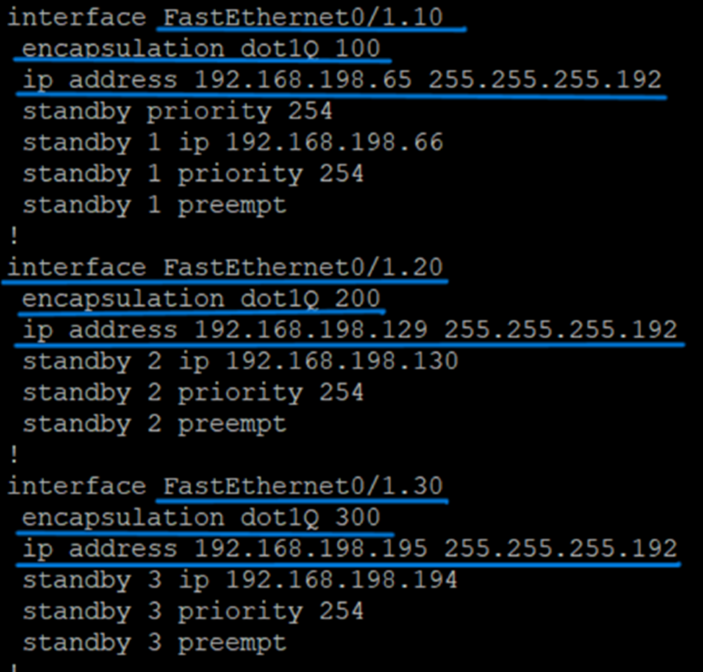 interface FastEthernet0/1.10
encapsulation dot1Q 100
ip address 192.168.198.65 255.255.255.192
standby priority 254
standby 1 ip 192.168.198.66
standby 1 priority 254
standby 1 preempt
!
interface FastEthernet0/1.20
encapsulation dot1Q 200
ip address 192.168.198.129 255.255.255.192
standby 2 ip 192.168.198.130
standby 2 priority 254
standby 2 preempt
!
interface FastEthernet0/1.30
encapsulation dot1Q 300
ip address 192.168.198.195 255.255.255.192
standby 3 ip 192.168.198.194
standby 3 priority 254
standby 3 preempt
!